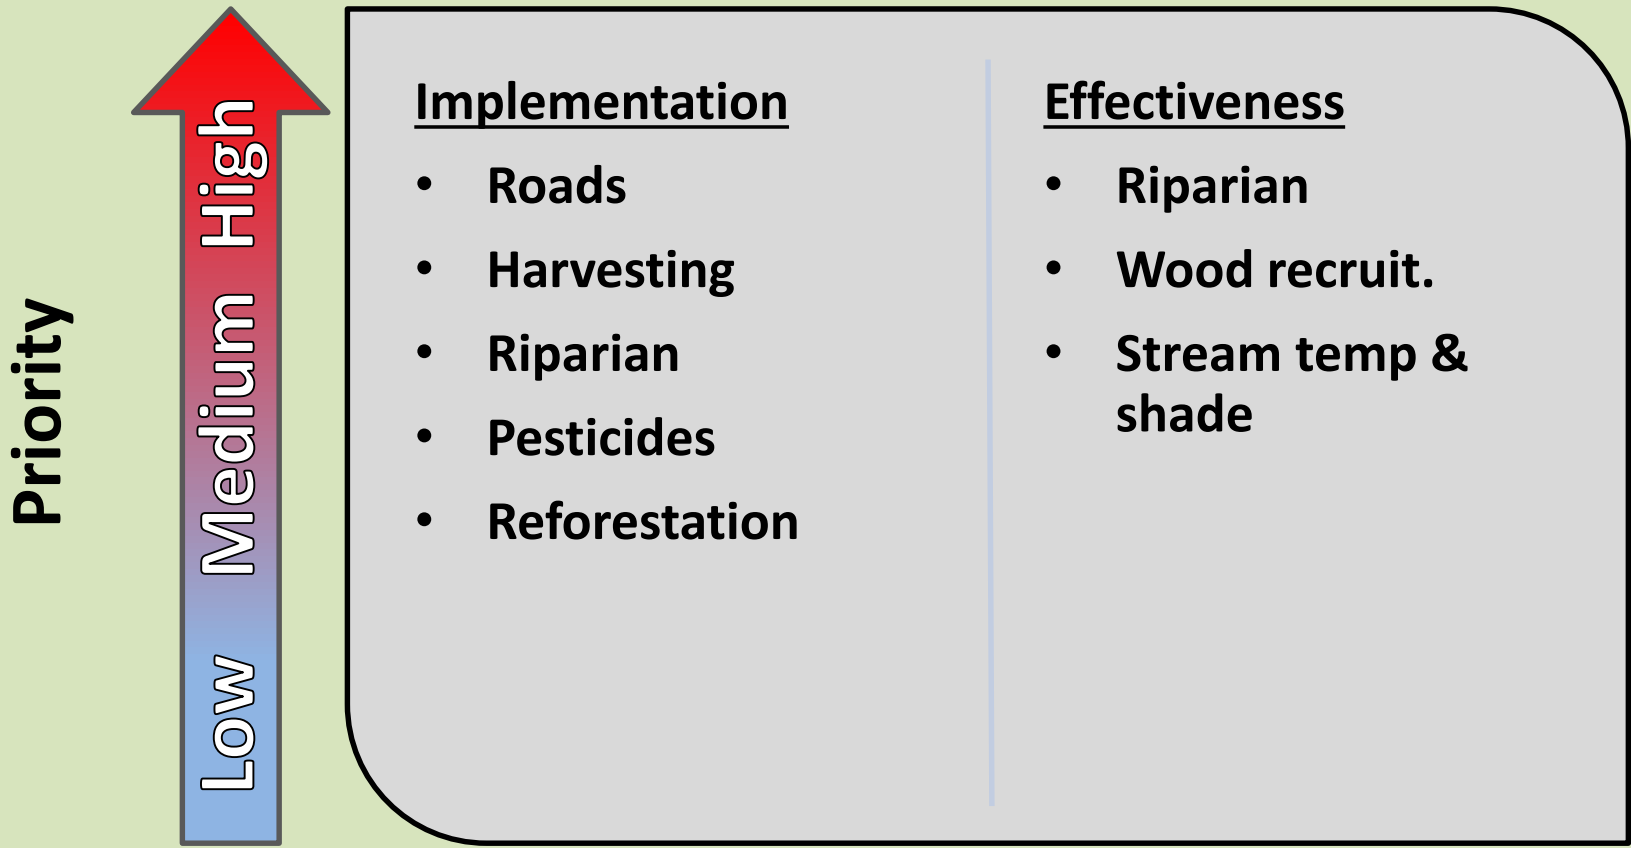 Priority
High
Medium
Low
Implementation
• Roads
• Harvesting
• Riparian
• Pesticides
• Reforestation
Effectiveness
• Riparian
• Wood recruit.
• Stream temp &
shade